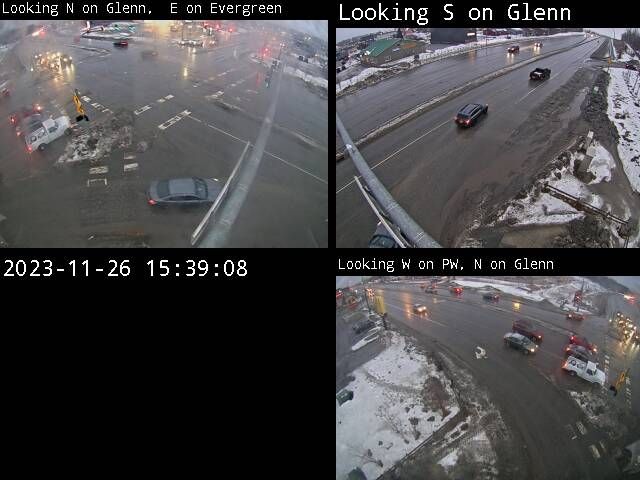 Looking N on Glenn,  E on Evergreen
Looking S on Glenn
2023-11-26 15:39:08
Looking W on PW, N on Glenn